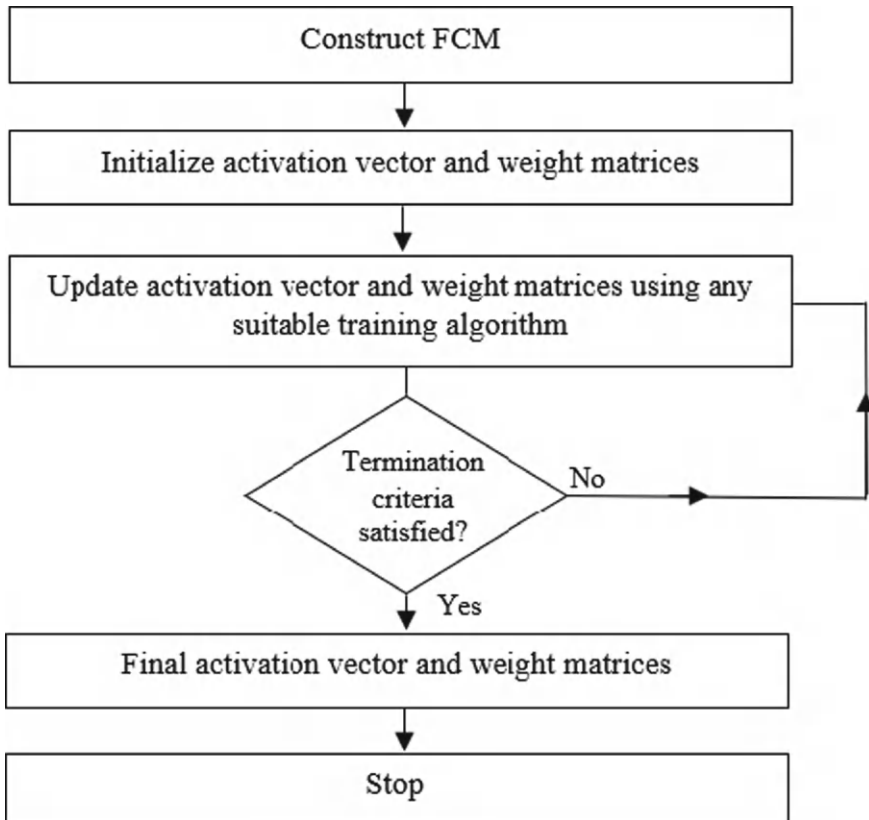 Construct FCM
Initialize activation vector and weight matrices
Update activation vector and weight matrices using any
suitable training algorithm
Termination
criteria
satisfied?
No
Yes
Final activation vector and weight matrices
Stop